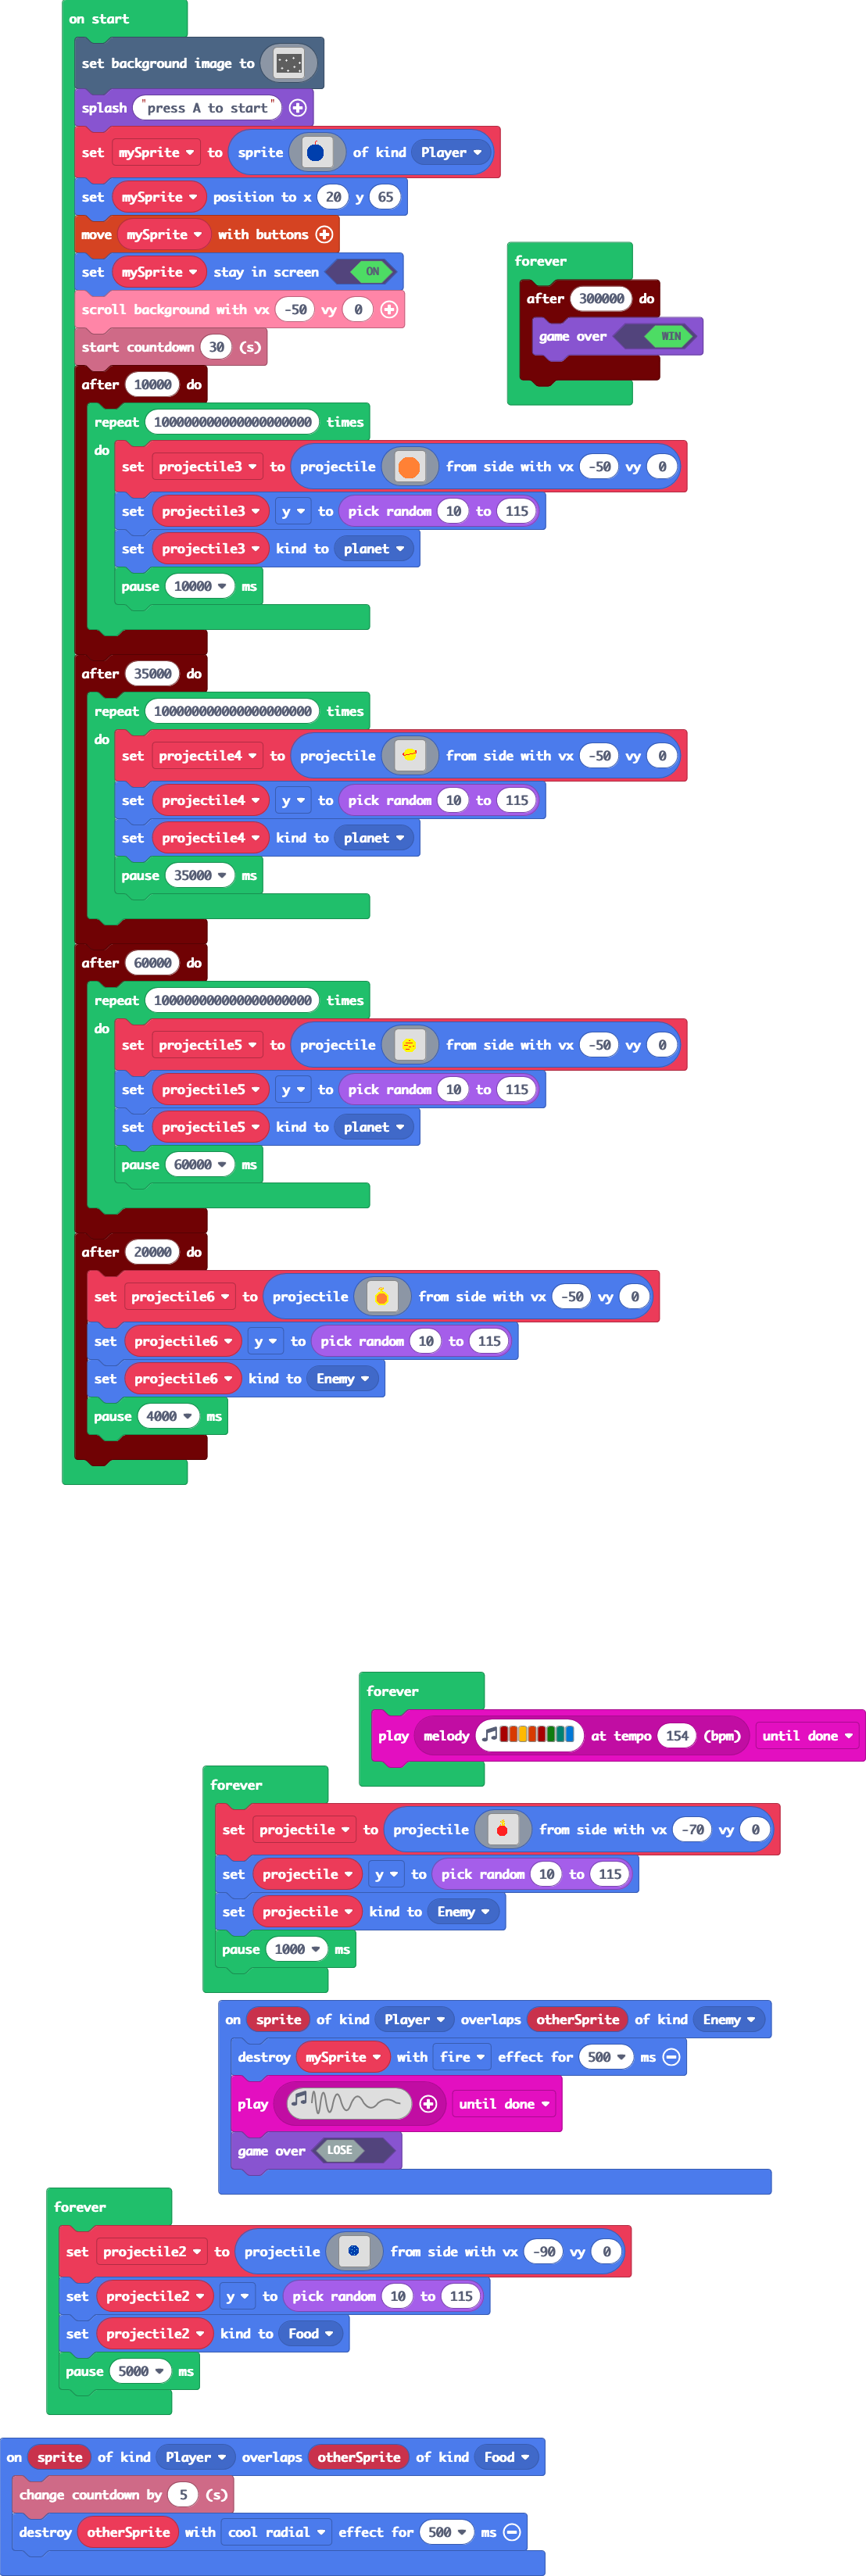 on start
set background image to
splash "press A to start"
set mySprite to sprite of kind Player
set mySprite position to x 20 y 65
move mySprite with buttons
set mySprite stay in screen ON
scroll background with vx -50 vy 0
start countdown 30 (s)
after 10000 do
repeat 100000000000000000000 times
do
set projectile3 to projectile from side with vx -50 vy 0
set projectile3 y to pick random 10 to 115
set projectile3 kind to planet
pause 10000 ms
after 35000 do
repeat 100000000000000000000 times
do
set projectile4 to projectile from side with vx -50 vy 0
set projectile4 y to pick random 10 to 115
set projectile4 kind to planet
pause 35000 ms
after 60000 do
repeat 100000000000000000000 times
do
set projectile5 to projectile from side with vx -50 vy 0
set projectile5 y to pick random 10 to 115
set projectile5 kind to planet
pause 60000 ms
after 20000 do
set projectile6 to projectile from side with vx -50 vy 0
set projectile6 y to pick random 10 to 115
set projectile6 kind to Enemy
pause 4000 ms
forever
after 300000 do
game over WIN
forever
play melody at tempo 154 (bpm) until done
forever
set projectile to projectile from side with vx -70 vy 0
set projectile y to pick random 10 to 115
set projectile kind to Enemy
pause 1000 ms
on sprite of kind Player overlaps otherSprite of kind Enemy
destroy mySprite with fire effect for 500 ms
play until done
game over LOSE
forever
set projectile2 to projectile from side with vx -90 vy 0
set projectile2 y to pick random 10 to 115
set projectile2 kind to Food
pause 5000 ms
on sprite of kind Player overlaps otherSprite of kind Food
change countdown by 5 (s)
destroy otherSprite with cool radial effect for 500 ms